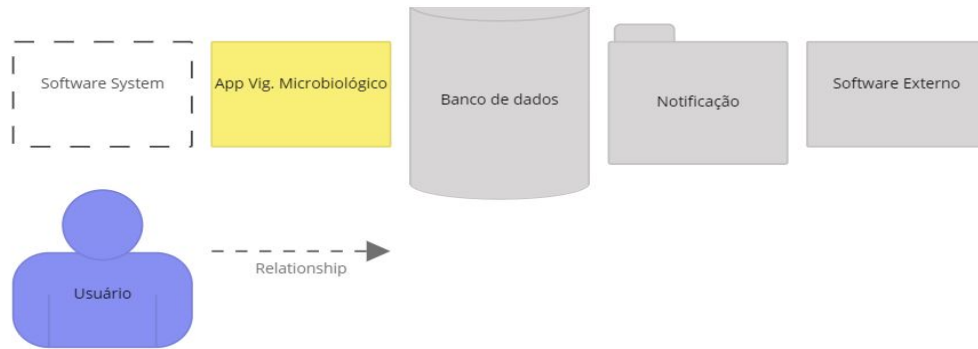 Software System
App Vig. Microbiológico
Banco de dados
Notificação
Software Externo
Usuário
Relationship